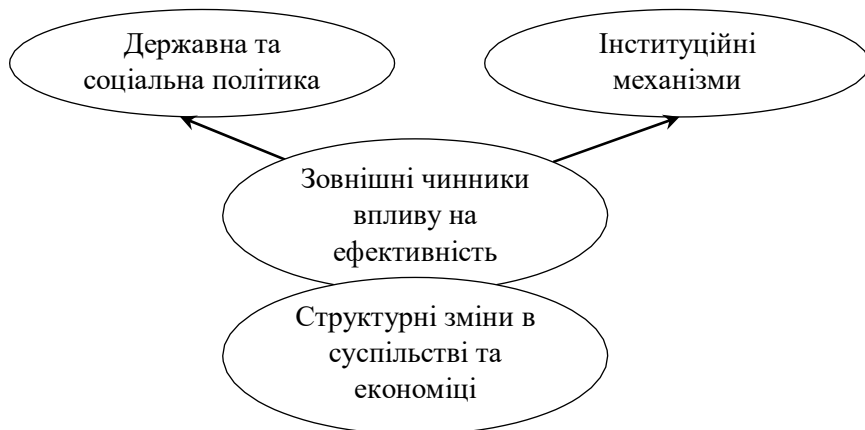 Державна та
соціальна політика
Інституційні
механізми
Зовнішні чинники
впливу на
ефективність
Структурні зміни в
суспільстві та
економіці